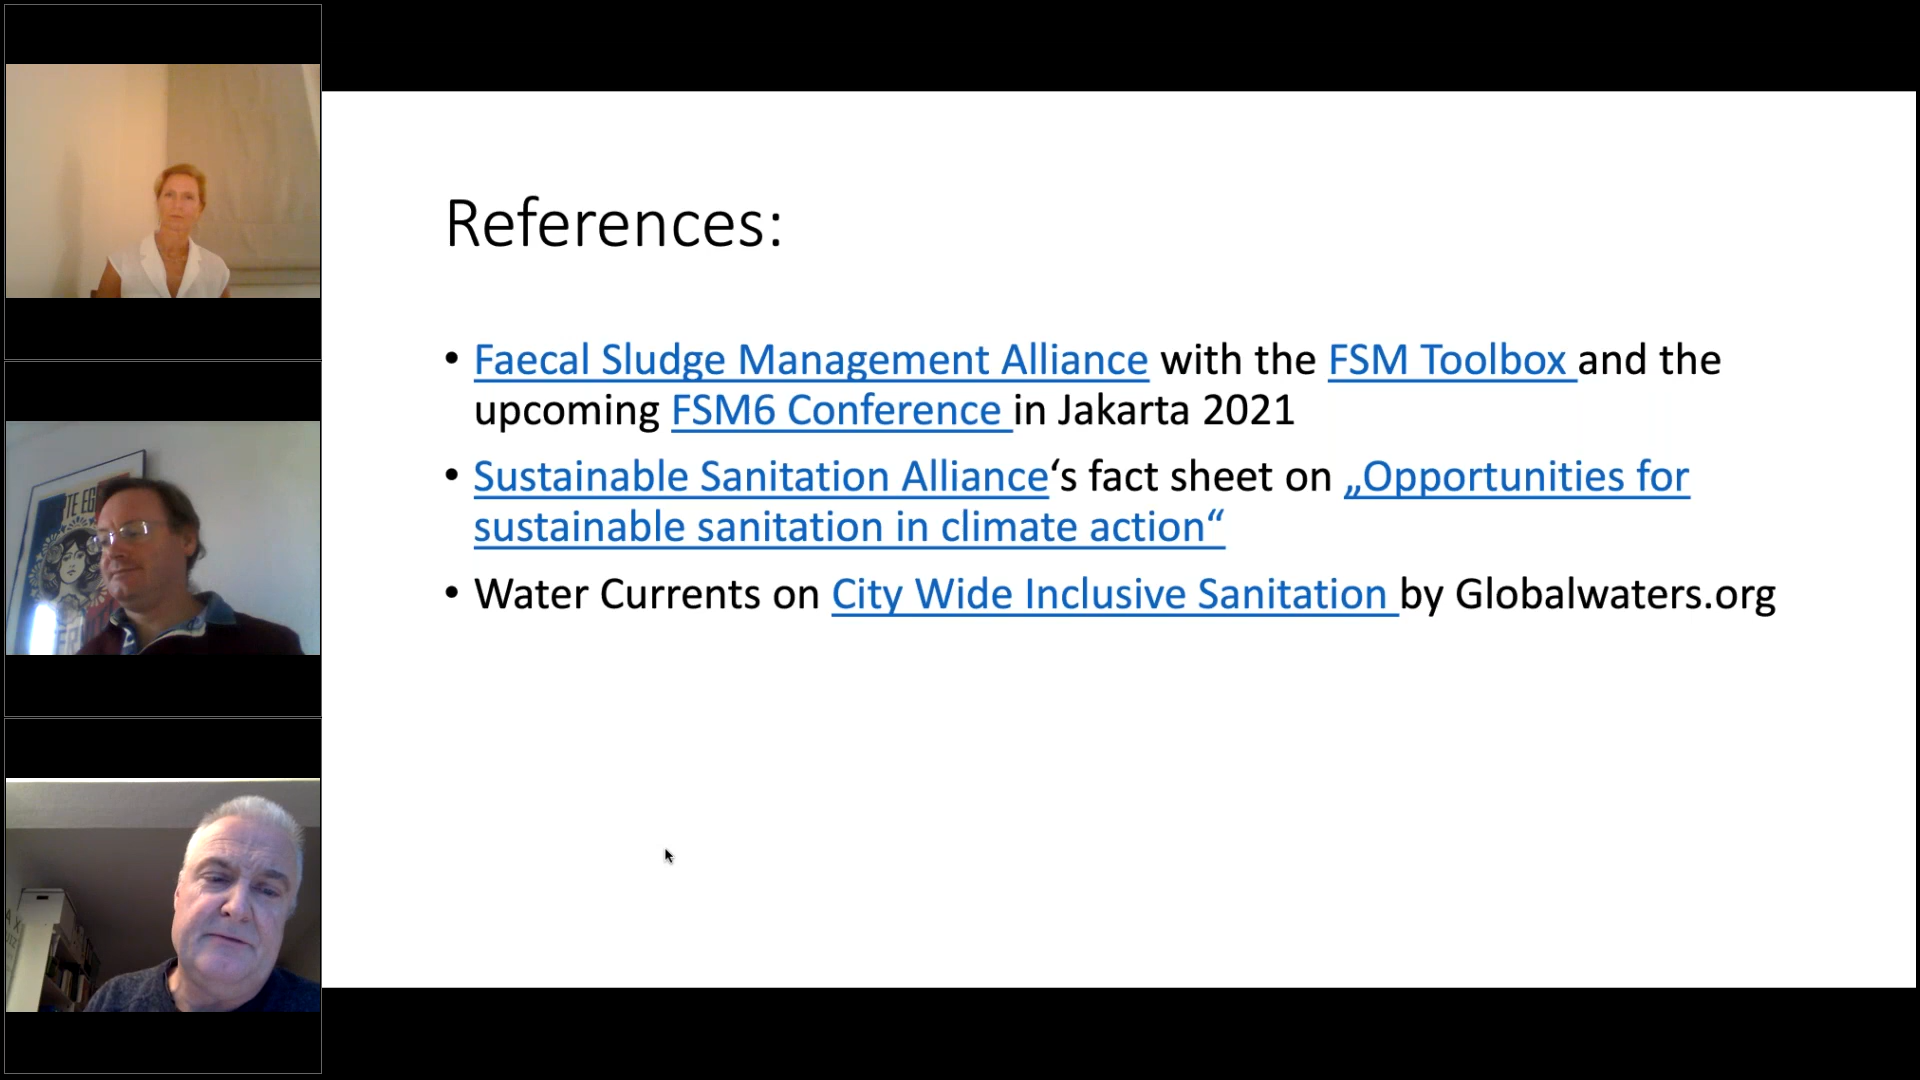 References:
• Faecal Sludge Management Alliance with the FSM Toolbox and the
upcoming FSM6 Conference in Jakarta 2021
• Sustainable Sanitation Alliance‘s fact sheet on „Opportunities for
sustainable sanitation in climate action“
• Water Currents on City Wide Inclusive Sanitation by Globalwaters.org